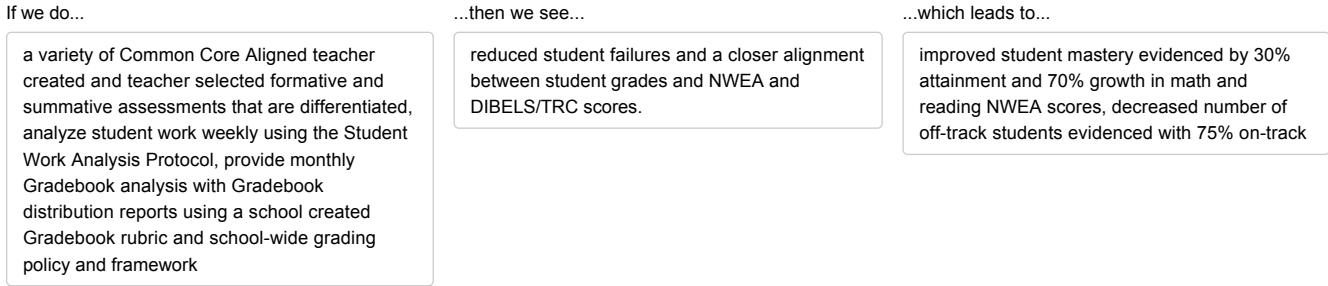 If we do...
a variety of Common Core Aligned teacher
created and teacher selected formative and
summative assessments that are differentiated,
analyze student work weekly using the Student
Work Analysis Protocol, provide monthly
Gradebook analysis with Gradebook
distribution reports using a school created
Gradebook rubric and school-wide grading
policy and framework
...then we see...
reduced student failures and a closer alignment
between student grades and NWEA and
DIBELS/TRC scores.
...which leads to...
improved student mastery evidenced by 30%
attainment and 70% growth in math and
reading NWEA scores, decreased number of
off-track students evidenced with 75% on-track